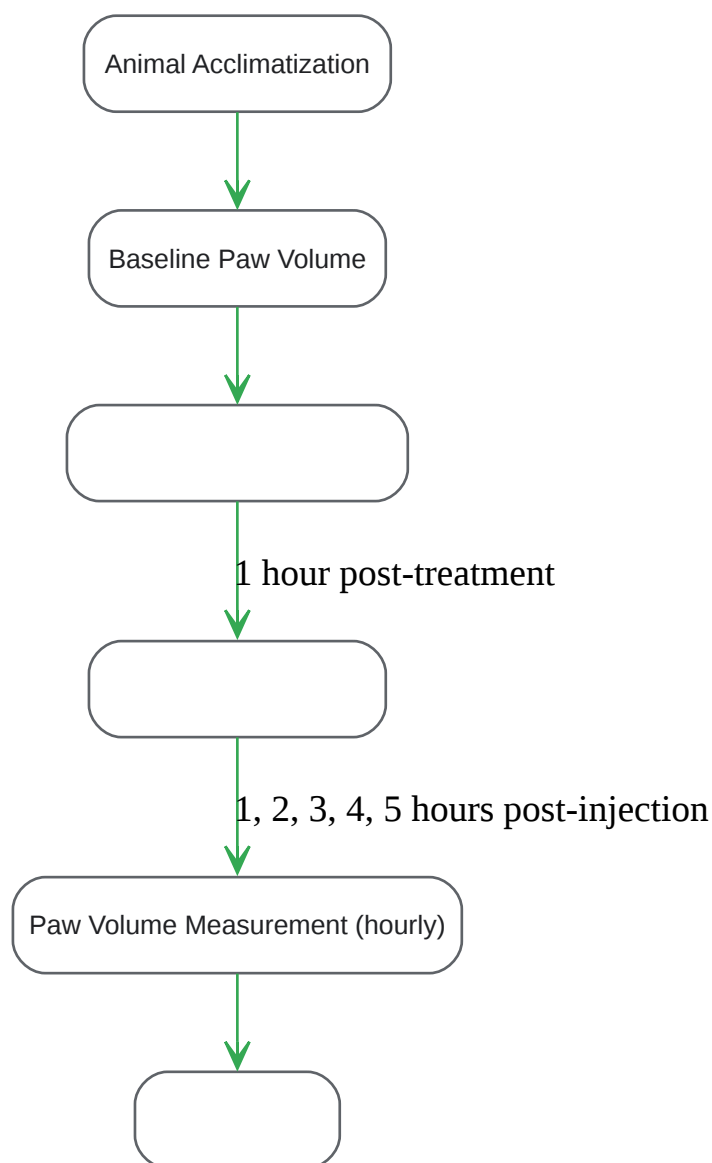 Animal Acclimatization
Baseline Paw Volume
1 hour post-treatment
1, 2, 3, 4, 5 hours post-injection
Paw Volume Measurement (hourly)